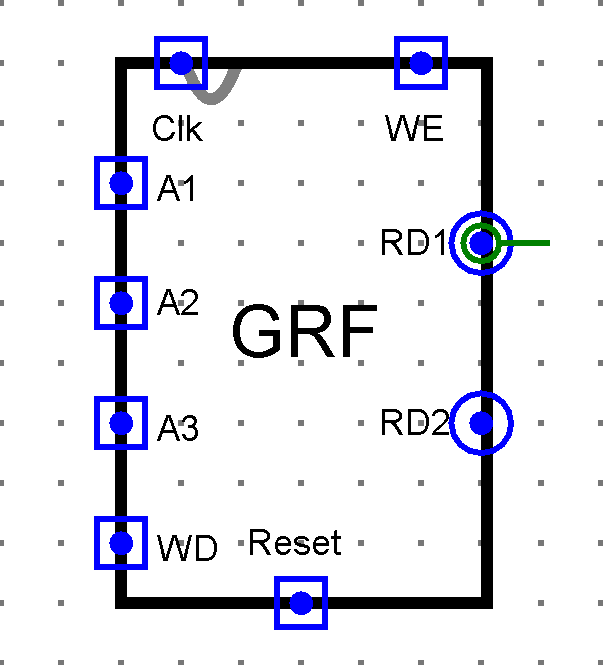 Clk
WE
A1
RD1
A2
GRF
A3
RD2
WD
Reset